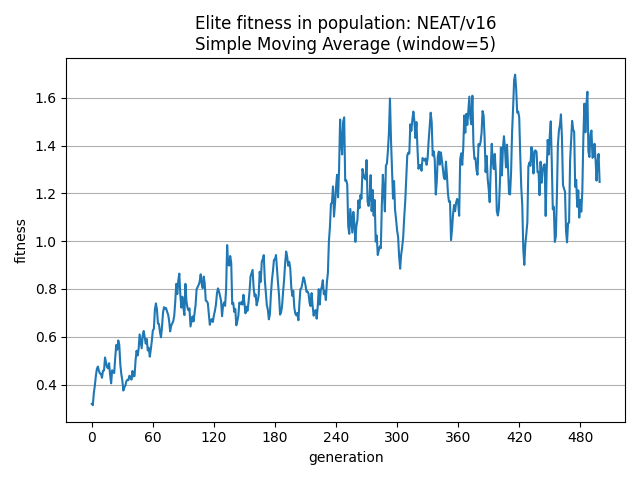 Elite fitness in population: NEAT/v16
Simple Moving Average (window=5)
fitness
1.6
1.4
1.2
1.0
0.8
0.6
0.4
0 60 120 180 240 300 360 420 480
generation